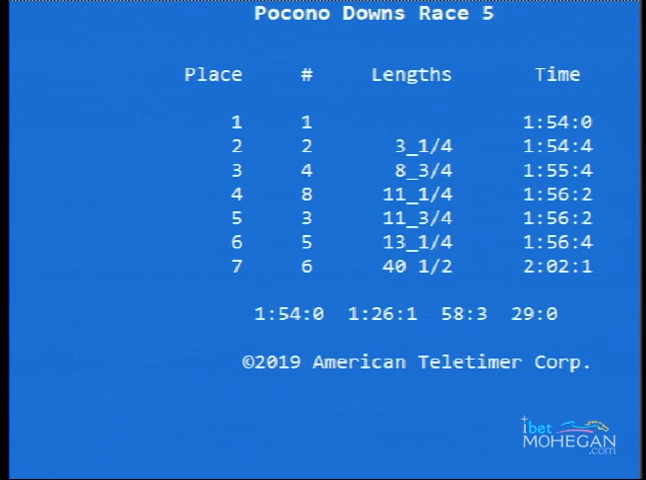 Pocono Downs Race 5
Place # Lengths Time
1 1 1:54:0
2 2 3_1/4 1:54:4
3 4 8_3/4 1:55:4
4 8 11_1/4 1:56:2
5 3 11_3/4 1:56:2
6 5 13_1/4 1:56:4
7 6 40 1/2 2:02:1
1:54:0 1:26:1 58:3 29:0
©2019 American Teletimer Corp.
ibet
MOHEGAN
.com